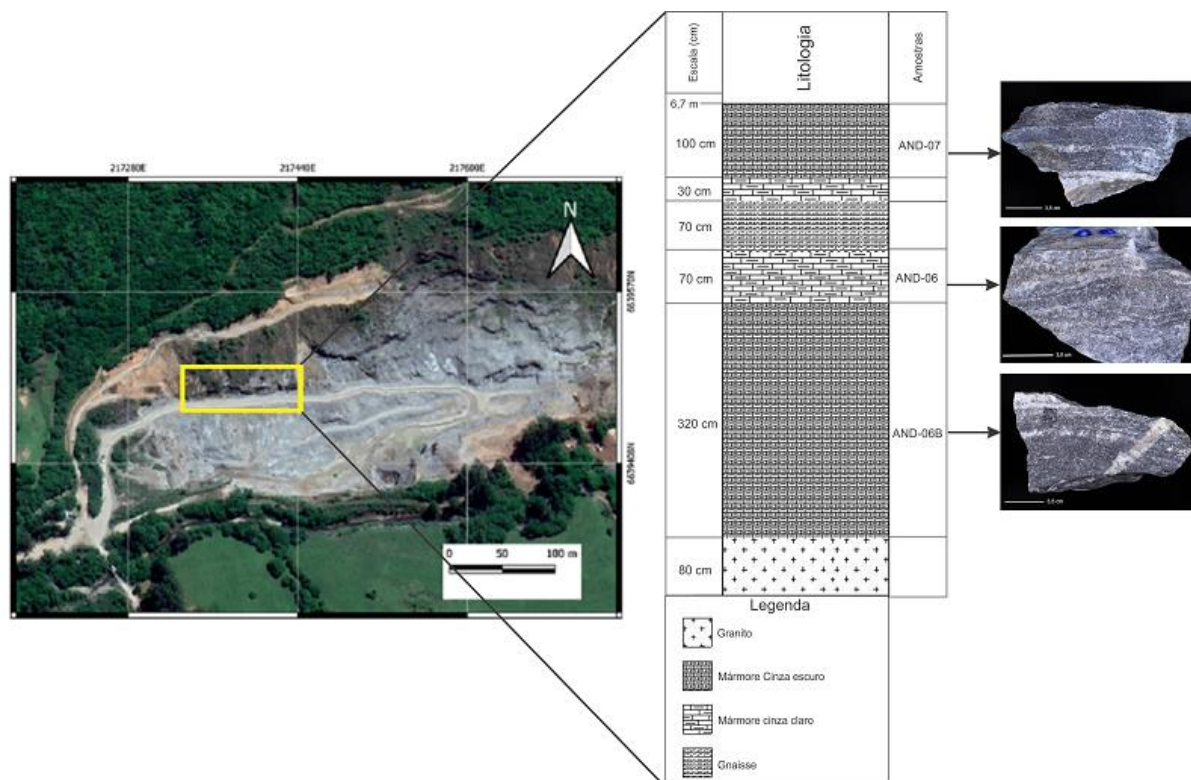 217280E
217440E
217600E
N
6639570N
6639400N
0 50 100 m
Escala (cm)
Litologia
Amostras
6,7 m
100 cm
AND-07
30 cm
70 cm
70 cm
AND-06
320 cm
AND-06B
80 cm
Legenda
Granito
Mármore Cinza escuro
Mármore cinza claro
Gnaisse